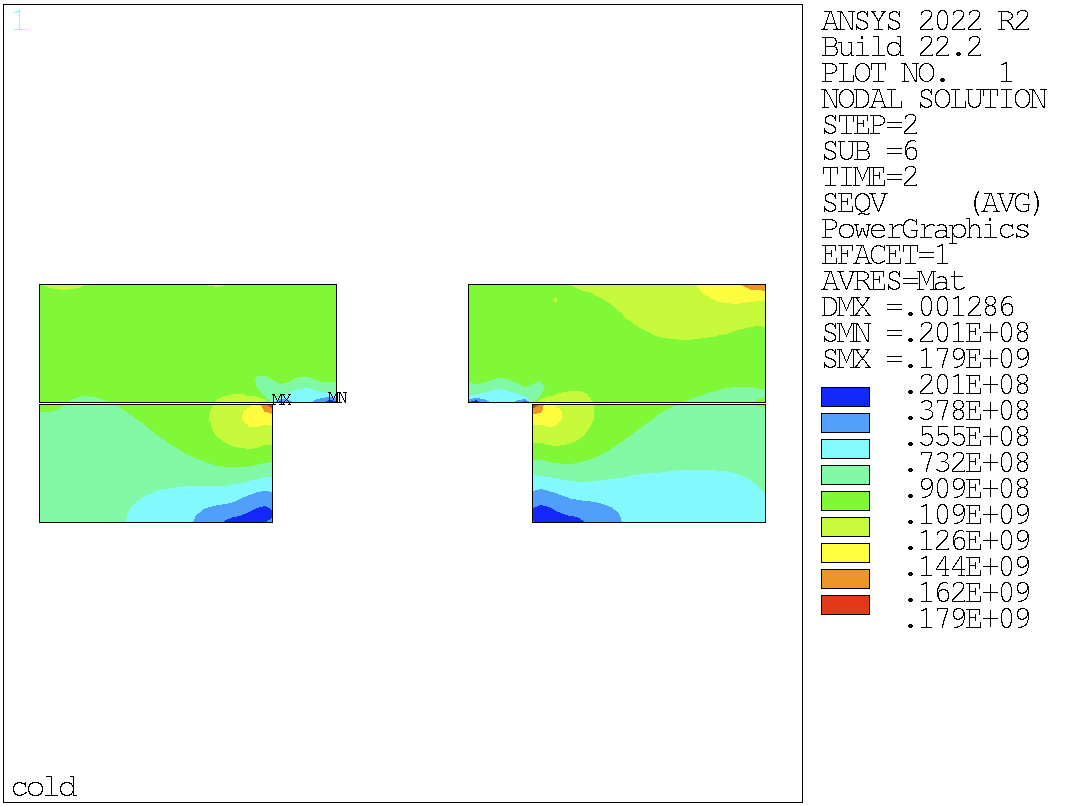 1
ANSYS 2022 R2
Build 22.2
PLOT NO. 1
NODAL SOLUTION
STEP=2
SUB =6
TIME=2
SEQV (AVG)
PowerGraphics
EFACET=1
AVRES=Mat
DMX =.001286
SMN =.201E+08
SMX =.179E+09
.201E+08
.378E+08
.555E+08
.732E+08
.909E+08
.109E+09
.126E+09
.144E+09
.162E+09
.179E+09
MX MN
cold